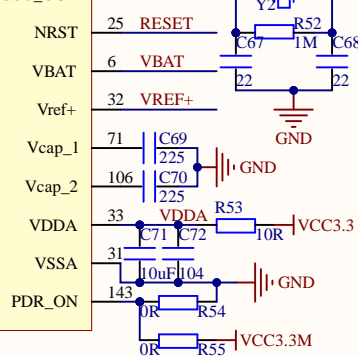 Y2
NRST 25 RESET R52
C67 1M C68
VBAT 6 VBAT
22 22
Vref+ 32 VREF+
GND
Vcap_1 71 C69
225 GND
Vcap_2 106 C70
225
VDDA 33 VDDA R53
C71 C72 10R VCC3.3
VSSA 31
10uF 104 GND
PDR_ON 143
0R R54
VCC3.3M
0R R55